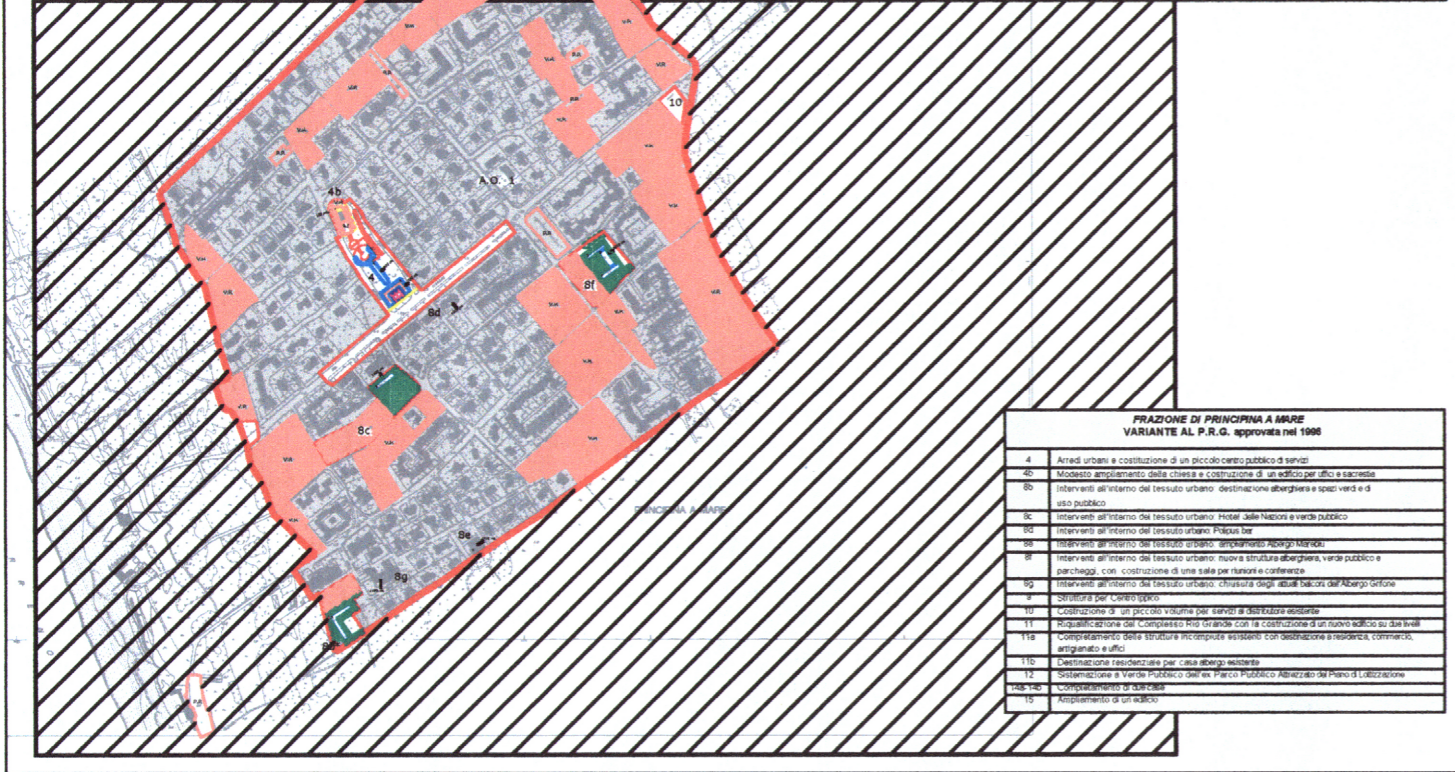 10
4b
A.O. 1
4
8f
8d
8c
PRINCIPINA A MARE
8e
8g
FRAZIONE DI PRINCIPINA A MARE
VARIANTE AL P.R.G. approvata nel 1996
4 Arredi urbani e costituzione di un piccolo centro pubblico di servizi
4b Modesto ampliamento della chiesa e costruzione di un edificio per uffici e sacrestia
8b Interventi all'interno del tessuto urbano: destinazione alberghiera e spazi verdi e di
uso pubblico
8c Interventi all'interno del tessuto urbano: Hotel delle Nazioni e verde pubblico
8d Interventi all'interno del tessuto urbano: Polipus bar
8e Interventi all'interno del tessuto urbano: ampliamento Albergo Mareblu
8f Interventi all'interno del tessuto urbano: nuova struttura alberghiera, verde pubblico e
parcheggi, con costruzione di una sala per riunioni e conferenze
8g Interventi all'interno del tessuto urbano: chiusura degli attuali balconi dell'Albergo Grifone
9 Struttura per Centro Ippico
10 Costruzione di un piccolo volume per servizi al distributore esistente
11 Riqualificazione del Complesso Rio Grande con la costruzione di un nuovo edificio su due livelli
11a Completamento delle strutture incompiute esistenti con destinazione a residenza, commercio,
artigianato e uffici
11b Destinazione residenziale per casa albergo esistente
12 Sistemazione a Verde Pubblico dell'ex Parco Pubblico Attrezzato del Piano di Lottizzazione
14a-14b Completamento di due case
15 Ampliamento di un edificio